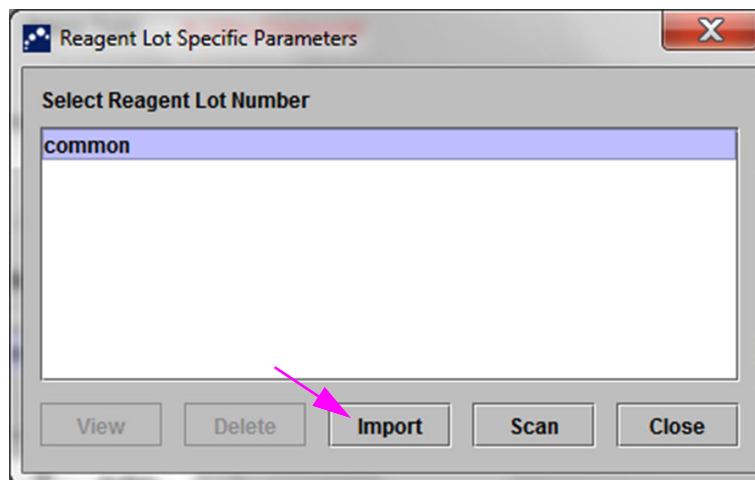 Reagent Lot Specific Parameters
Select Reagent Lot Number
common
View Delete Import Scan Close